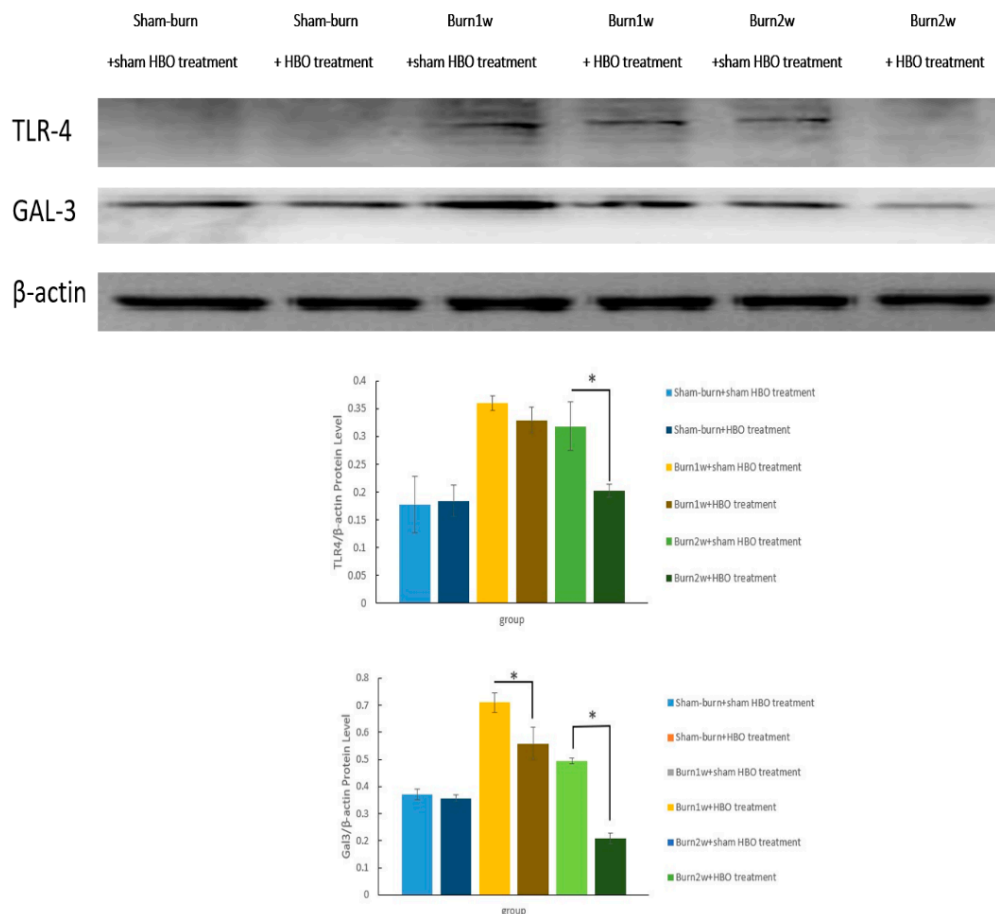 Sham-burn Sham-burn Burn1w Burn1w Burn2w Burn2w
+sham HBO treatment + HBO treatment +sham HBO treatment + HBO treatment +sham HBO treatment + HBO treatment
TLR-4
GAL-3
β-actin
TLR4/β-actin Protein Level
0.4
0.35
0.3
0.25
0.2
0.15
0.1
0.05
0
*
group
Sham-burn+sham HBO treatment
Sham-burn+HBO treatment
Burn1w+sham HBO treatment
Burn1w+HBO treatment
Burn2w+sham HBO treatment
Burn2w+HBO treatment
Gal3/β-actin Protein Level
0.8
0.7
0.6
0.5
0.4
0.3
0.2
0.1
0
*
*
group
Sham-burn+sham HBO treatment
Sham-burn+HBO treatment
Burn1w+sham HBO treatment
Burn1w+HBO treatment
Burn2w+sham HBO treatment
Burn2w+HBO treatment